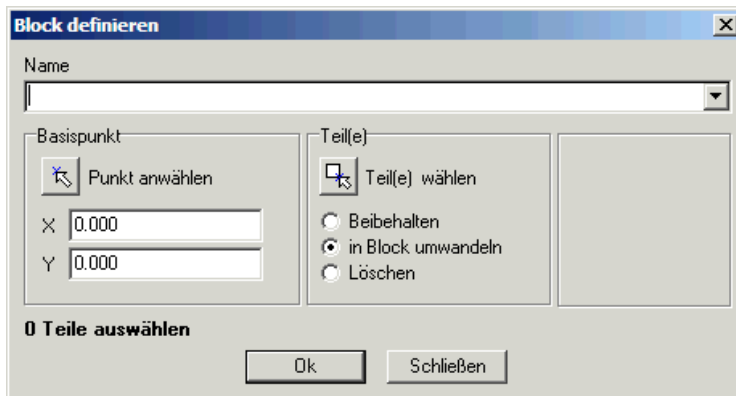 Block definieren
Name
Basispunkt
Punkt anwählen
X 0.000
Y 0.000
Teil(e)
Teil(e) wählen
Beibehalten
in Block umwandeln
Löschen
0 Teile auswählen
Ok
Schließen